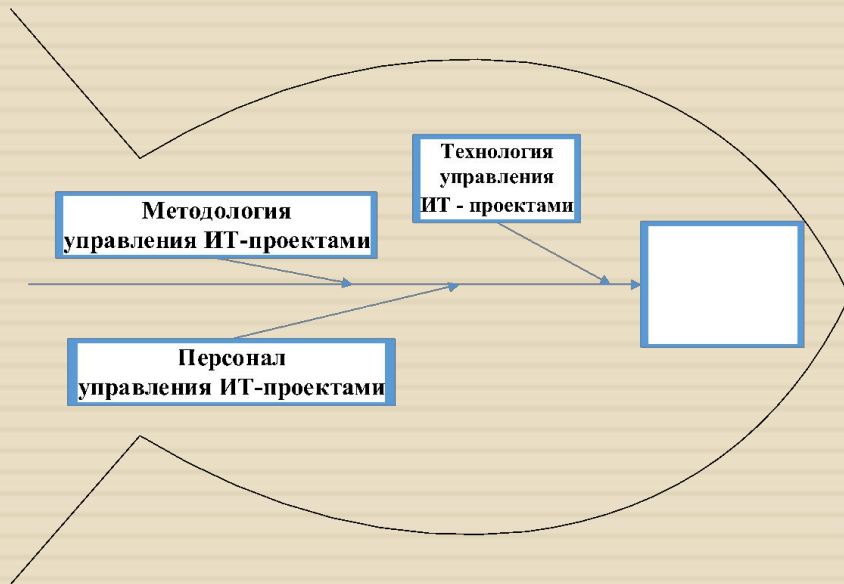 Технология
управления
ИТ - проектами
Методология
управления ИТ-проектами
Персонал
управления ИТ-проектами